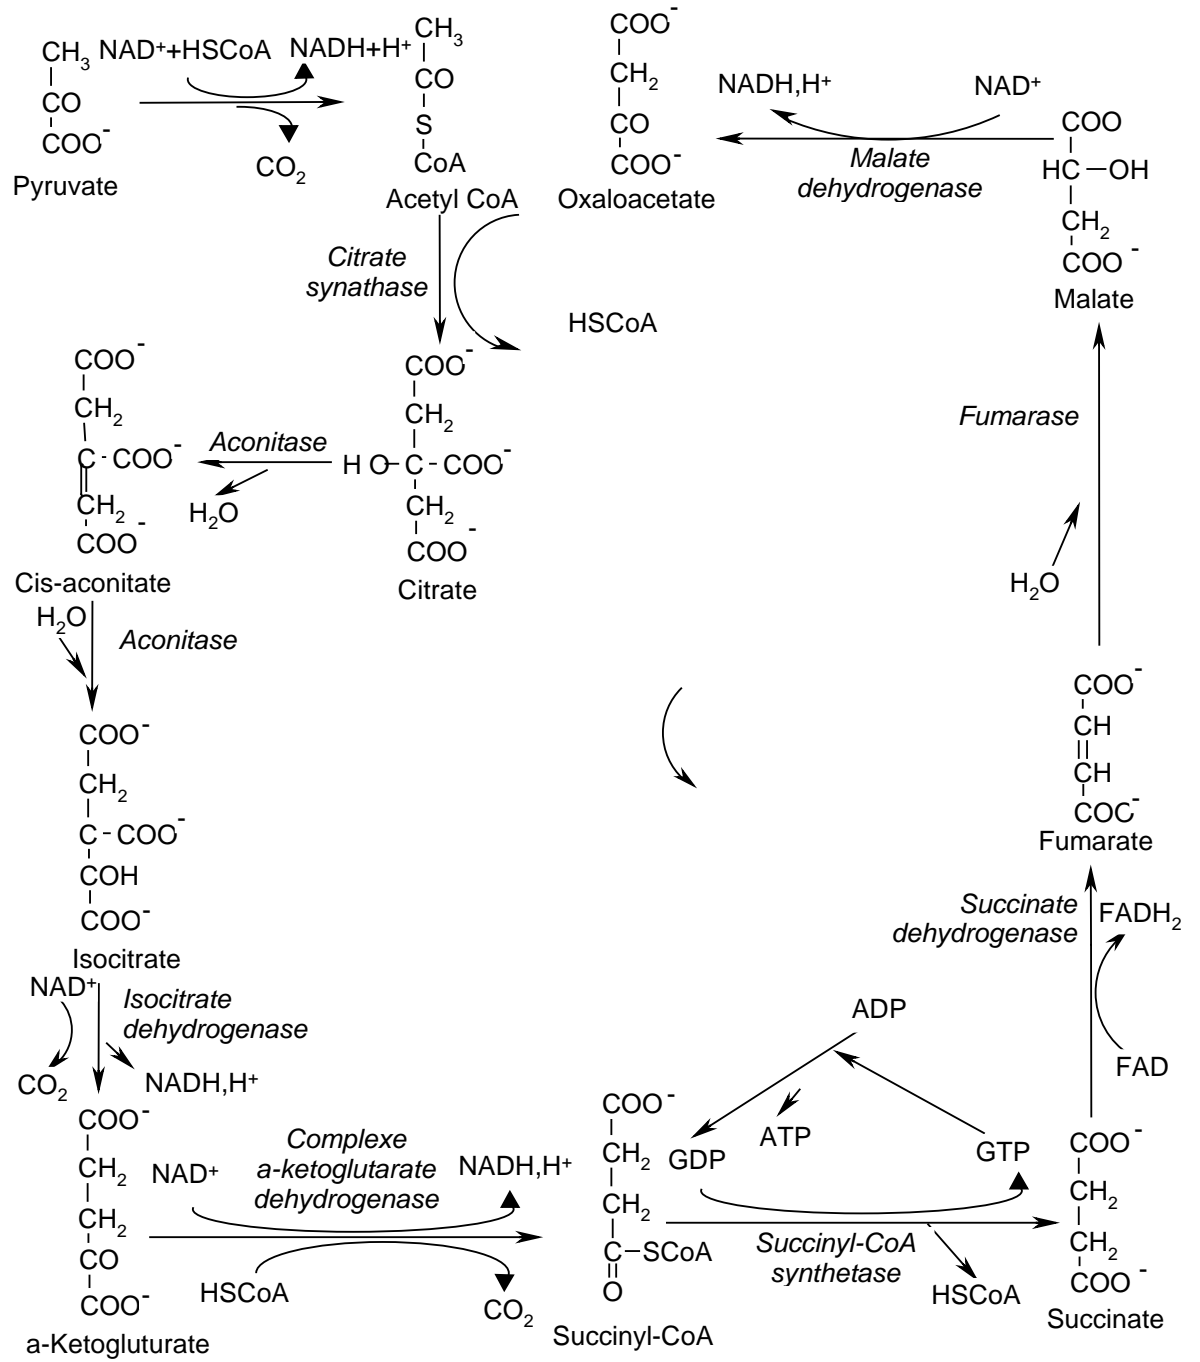 CH3
CO
COO-
Pyruvate
NAD++HSCoA
NADH+H+
CO2
CH3
CO
S
CoA
Acetyl CoA
COO-
CH2
CO
COO-
Oxaloacetate
NADH,H+
NAD+
Malate
dehydrogenase
COO
HC-OH
CH2
COO-
Malate
Citrate
synathase
HSCoA
COO-
CH2
C-COO-
CH2
COO-
Cis-aconitate
Aconitase
H2O
COO-
CH2
H O-C-COO-
CH2
COO-
Citrate
Fumarase
H2O
H2O
Aconitase
COO-
CH2
C-COO-
COH
COO-
Isocitrate
COO-
CH
CH
COO-
Fumarate
Succinate
dehydrogenase
FADH2
FAD
NAD+
Isocitrate
dehydrogenase
CO2
NADH,H+
ADP
ATP
GDP
GTP
COO-
CH2
CH2
CO
COO-
a-Ketogluturate
NAD+
Complexe
a-ketoglutarate
dehydrogenase
NADH,H+
HSCoA
CO2
COO-
CH2
CH2
C-SCoA
O
Succinyl-CoA
Succinyl-CoA
synthetase
HSCoA
COO-
CH2
CH2
COO-
Succinate